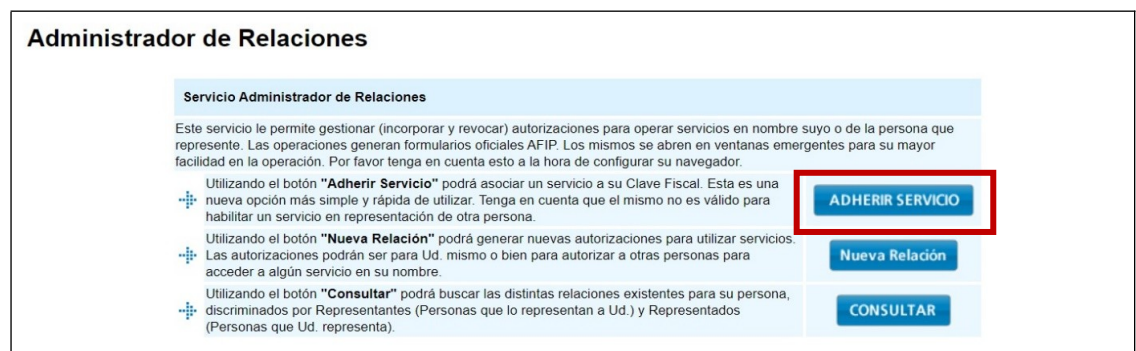 Administrador de Relaciones
Servicio Administrador de Relaciones
Este servicio le permite gestionar (incorporar y revocar) autorizaciones para operar servicios en nombre suyo o de la persona que
represente. Las operaciones generan formularios oficiales AFIP. Los mismos se abren en ventanas emergentes para su mayor
facilidad en la operación. Por favor tenga en cuenta esto a la hora de configurar su navegador.
Utilizando el botón "Adherir Servicio" podrá asociar un servicio a su Clave Fiscal. Esta es una
nueva opción más simple y rápida de utilizar. Tenga en cuenta que el mismo no es válido para
habilitar un servicio en representación de otra persona.
ADHERIR SERVICIO
Utilizando el botón "Nueva Relación" podrá generar nuevas autorizaciones para utilizar servicios.
Las autorizaciones podrán ser para Ud. mismo o bien para autorizar a otras personas para
acceder a algún servicio en su nombre.
Nueva Relación
Utilizando el botón "Consultar" podrá buscar las distintas relaciones existentes para su persona,
discriminados por Representantes (Personas que lo representan a Ud.) y Representados
(Personas que Ud. representa).
CONSULTAR